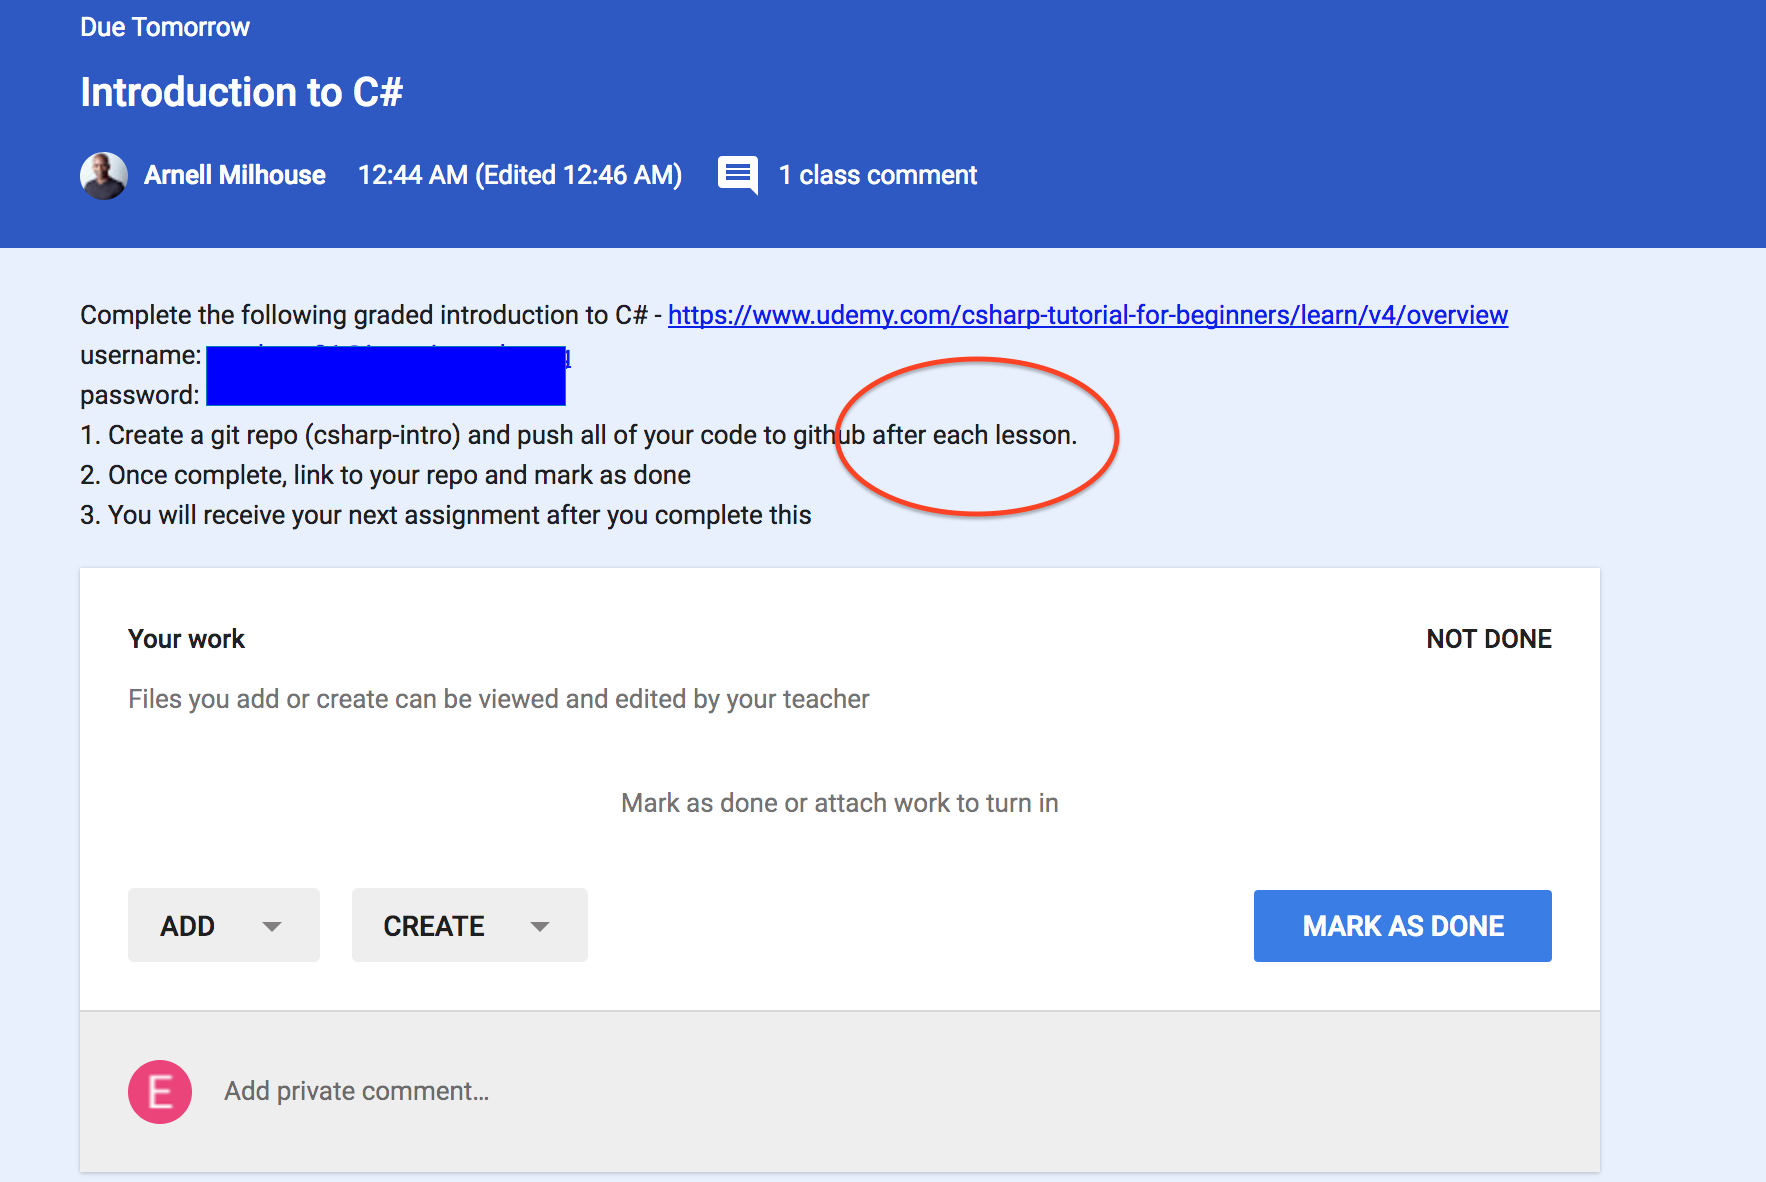 Due Tomorrow
Introduction to C#
Arnell Milhouse 12:44 AM (Edited 12:46 AM) 1 class comment
Complete the following graded introduction to C# - https://www.udemy.com/csharp-tutorial-for-beginners/learn/v4/overview
username:
password:
1. Create a git repo (csharp-intro) and push all of your code to github after each lesson.
2. Once complete, link to your repo and mark as done
3. You will receive your next assignment after you complete this
Your work NOT DONE
Files you add or create can be viewed and edited by your teacher
Mark as done or attach work to turn in
ADD CREATE MARK AS DONE
E Add private comment...